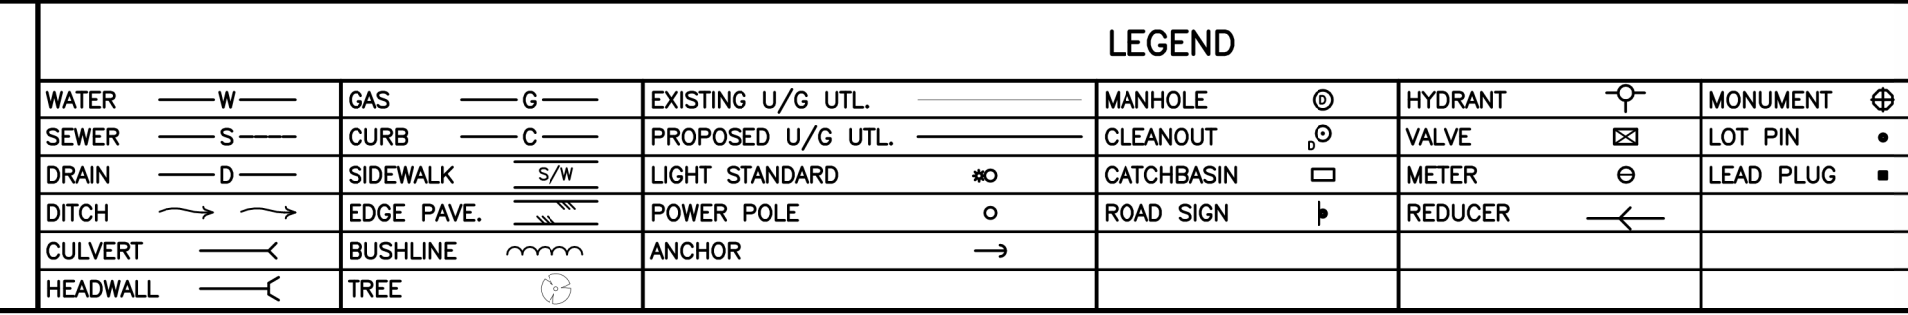 LEGEND
WATER W GAS G EXISTING U/G UTL. MANHOLE D HYDRANT MONUMENT
SEWER S CURB C PROPOSED U/G UTL. CLEANOUT D VALVE LOT PIN
DRAIN D SIDEWALK S/W LIGHT STANDARD CATCHBASIN METER LEAD PLUG
DITCH EDGE PAVE. POWER POLE ROAD SIGN REDUCER
CULVERT BUSHLINE ANCHOR
HEADWALL TREE